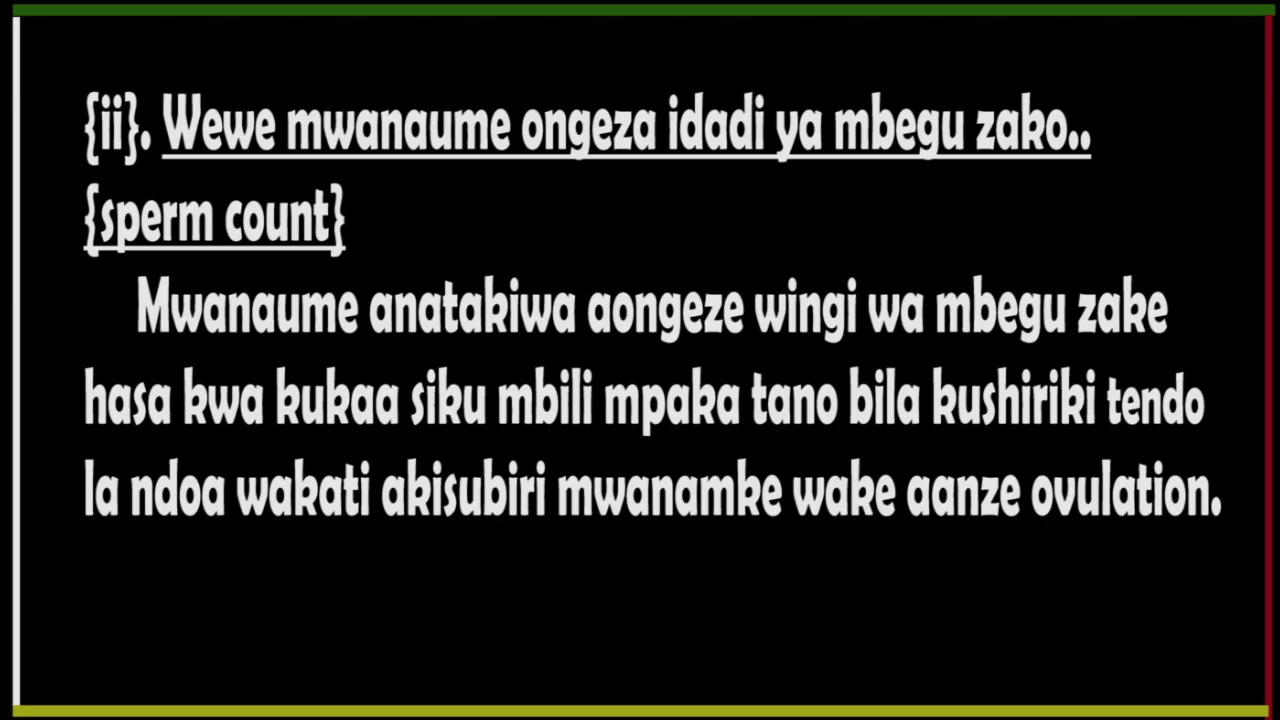 {ii}. Wewe mwanaume ongeza idadi ya mbegu zako..
{sperm count}
Mwanaume anatakiwa aongeze wingi wa mbegu zake
hasa kwa kukaa siku mbili mpaka tano bila kushiriki tendo
la ndoa wakati akisubiri mwanamke wake aanze ovulation.